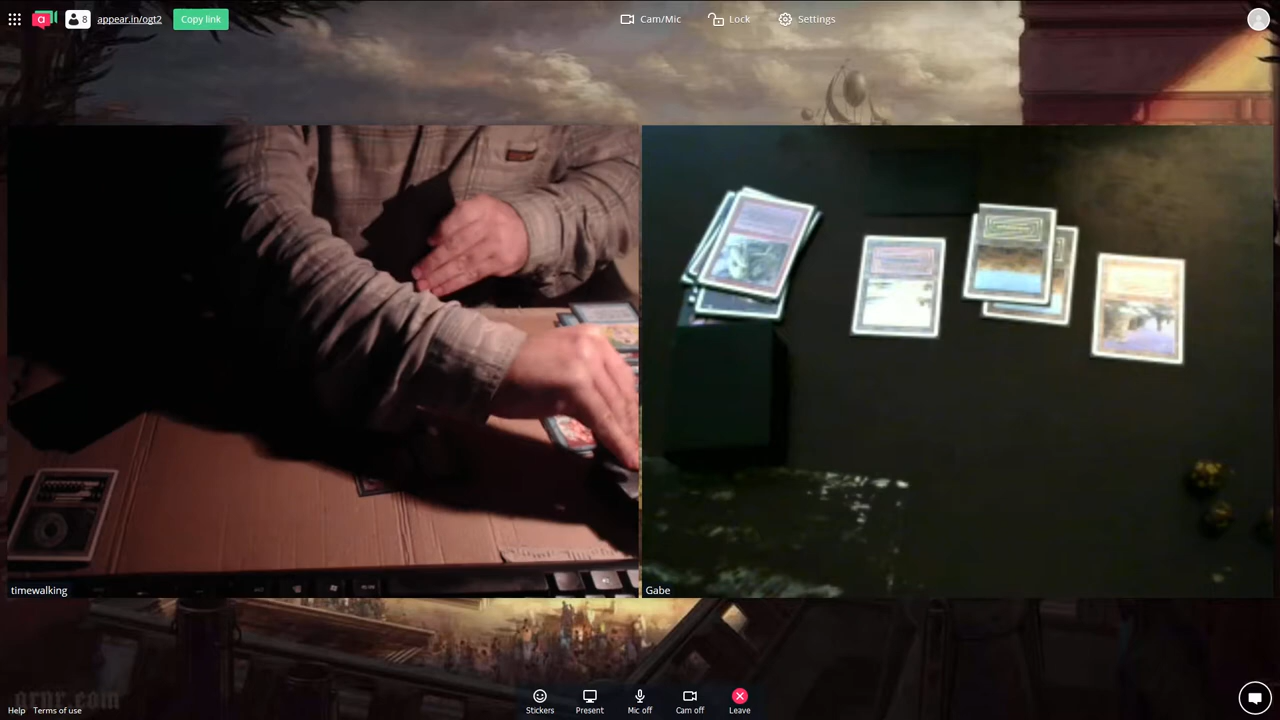 a
8
appear.in/ogt2
Copy link
Cam/Mic
Lock
Settings
timewalking
Gabe
Stickers
Present
Mic off
Cam off
Leave
Help
Terms of use